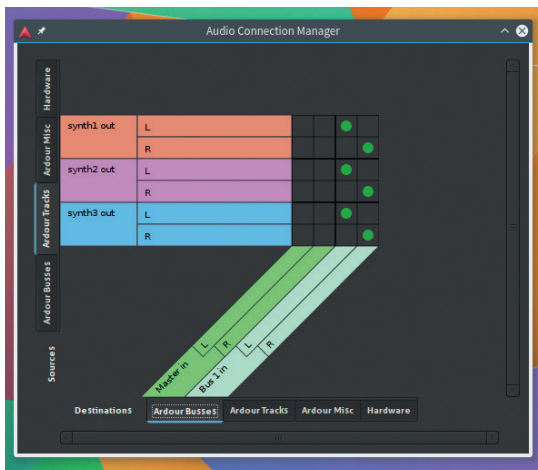 Audio Connection Manager
Hardware
Ardour Misc
Ardour Tracks
Ardour Busses
Sources
synth1 out L
R
synth2 out L
R
synth3 out L
R
Master in L R
Bus 1 in L R
Destinations Ardour Busses Ardour Tracks Ardour Misc Hardware